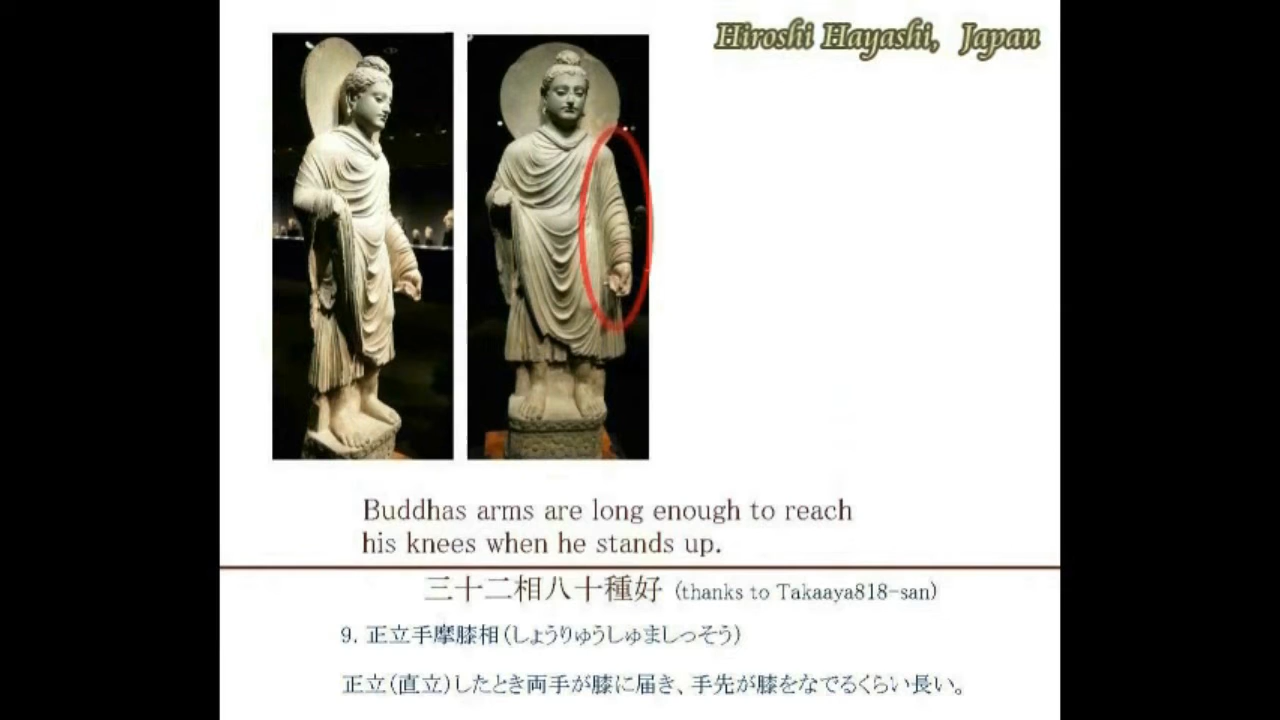 Hiroshi Hayashi, Japan
Buddhas arms are long enough to reach
his knees when he stands up.
三十二相八十種好 (thanks to Takaaya818-san)
9. 正立手摩膝相(しょうりゅうしゅましっそう)
正立(直立)したとき両手が膝に届き、手先が膝をなでるくらい長い。